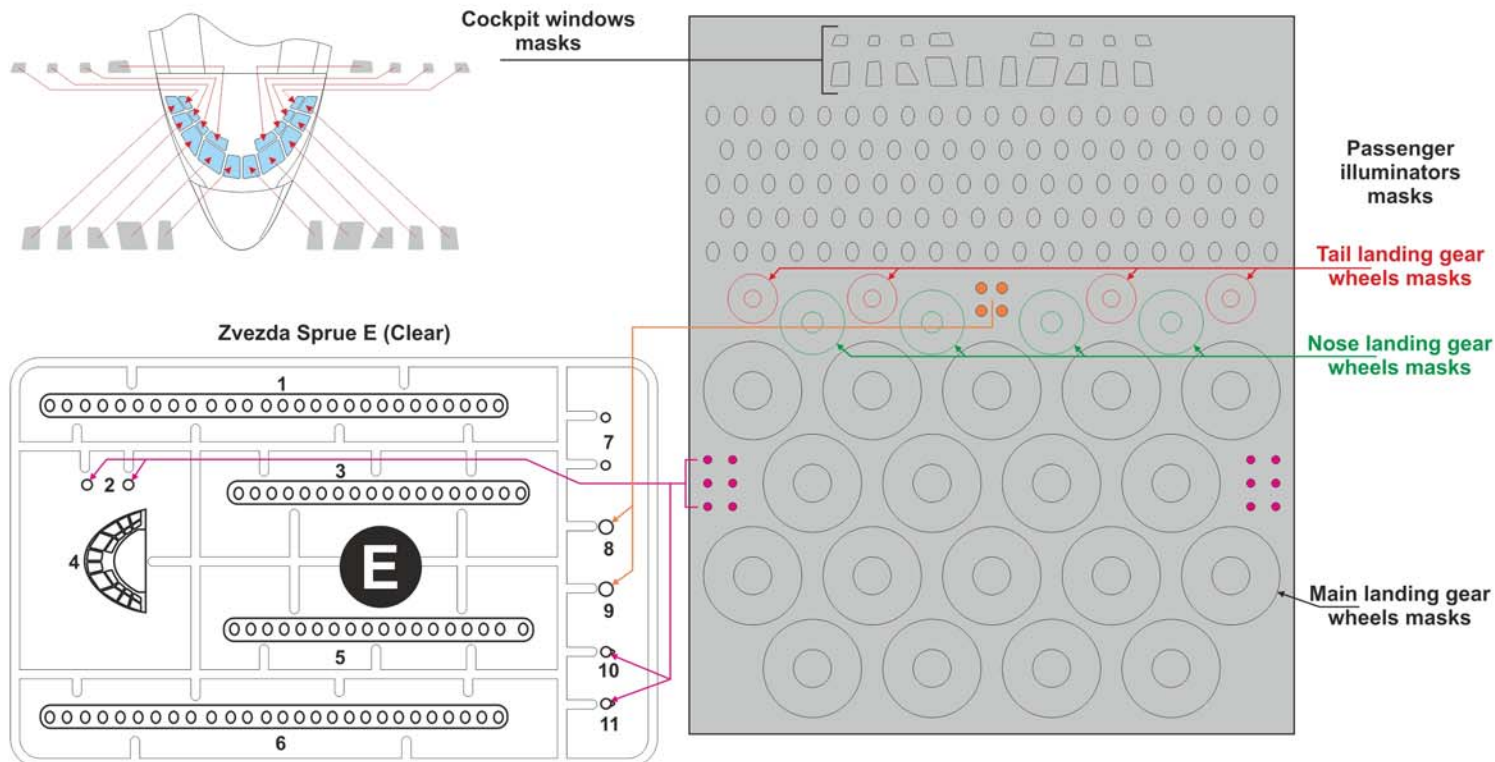 Cockpit windows
masks
Passenger
illuminators
masks
Tail landing gear
wheels masks
Nose landing gear
wheels masks
Main landing gear
wheels masks
Zvezda Sprue E (Clear)
1
2
3
4
E
5
6
7
8
9
10
11